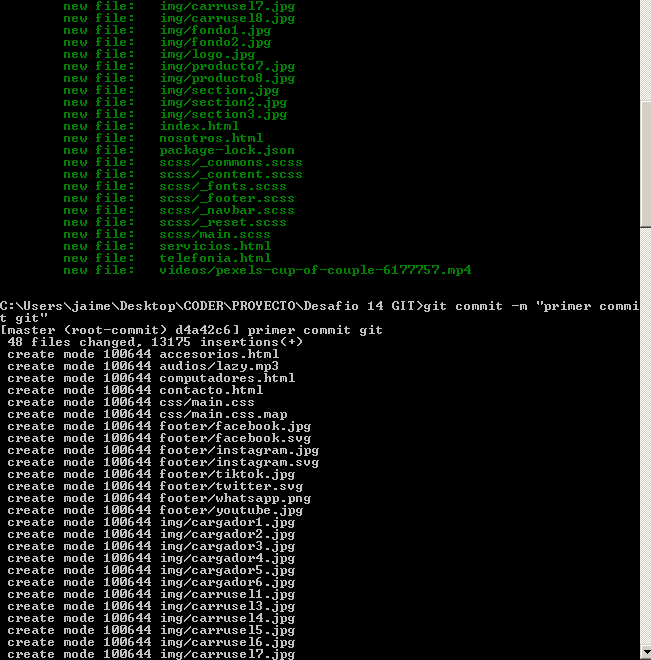 new file:   img/carrusel7.jpg
new file:   img/carrusel8.jpg
new file:   img/fondo1.jpg
new file:   img/fondo2.jpg
new file:   img/logo.jpg
new file:   img/producto7.jpg
new file:   img/producto8.jpg
new file:   img/section.jpg
new file:   img/section2.jpg
new file:   img/section3.jpg
new file:   index.html
new file:   nosotros.html
new file:   package-lock.json
new file:   scss/_commons.scss
new file:   scss/_content.scss
new file:   scss/_fonts.scss
new file:   scss/_footer.scss
new file:   scss/_navbar.scss
new file:   scss/_reset.scss
new file:   scss/main.scss
new file:   servicios.html
new file:   telefonia.html
new file:   videos/pexels-cup-of-couple-6177757.mp4
C:\Users\jaime\Desktop\CODER\PROYECTO\Desafio 14 GIT>git commit -m "primer commi
t git"
[master (root-commit) d4a42c6] primer commit git
 48 files changed, 13175 insertions(+)
 create mode 100644 accesorios.html
 create mode 100644 audios/lazy.mp3
 create mode 100644 computadores.html
 create mode 100644 contacto.html
 create mode 100644 css/main.css
 create mode 100644 css/main.css.map
 create mode 100644 footer/facebook.jpg
 create mode 100644 footer/facebook.svg
 create mode 100644 footer/instagram.jpg
 create mode 100644 footer/instagram.svg
 create mode 100644 footer/tiktok.jpg
 create mode 100644 footer/twitter.svg
 create mode 100644 footer/whatsapp.png
 create mode 100644 footer/youtube.jpg
 create mode 100644 img/cargador1.jpg
 create mode 100644 img/cargador2.jpg
 create mode 100644 img/cargador3.jpg
 create mode 100644 img/cargador4.jpg
 create mode 100644 img/cargador5.jpg
 create mode 100644 img/cargador6.jpg
 create mode 100644 img/carrusel1.jpg
 create mode 100644 img/carrusel3.jpg
 create mode 100644 img/carrusel4.jpg
 create mode 100644 img/carrusel5.jpg
 create mode 100644 img/carrusel6.jpg
 create mode 100644 img/carrusel7.jpg